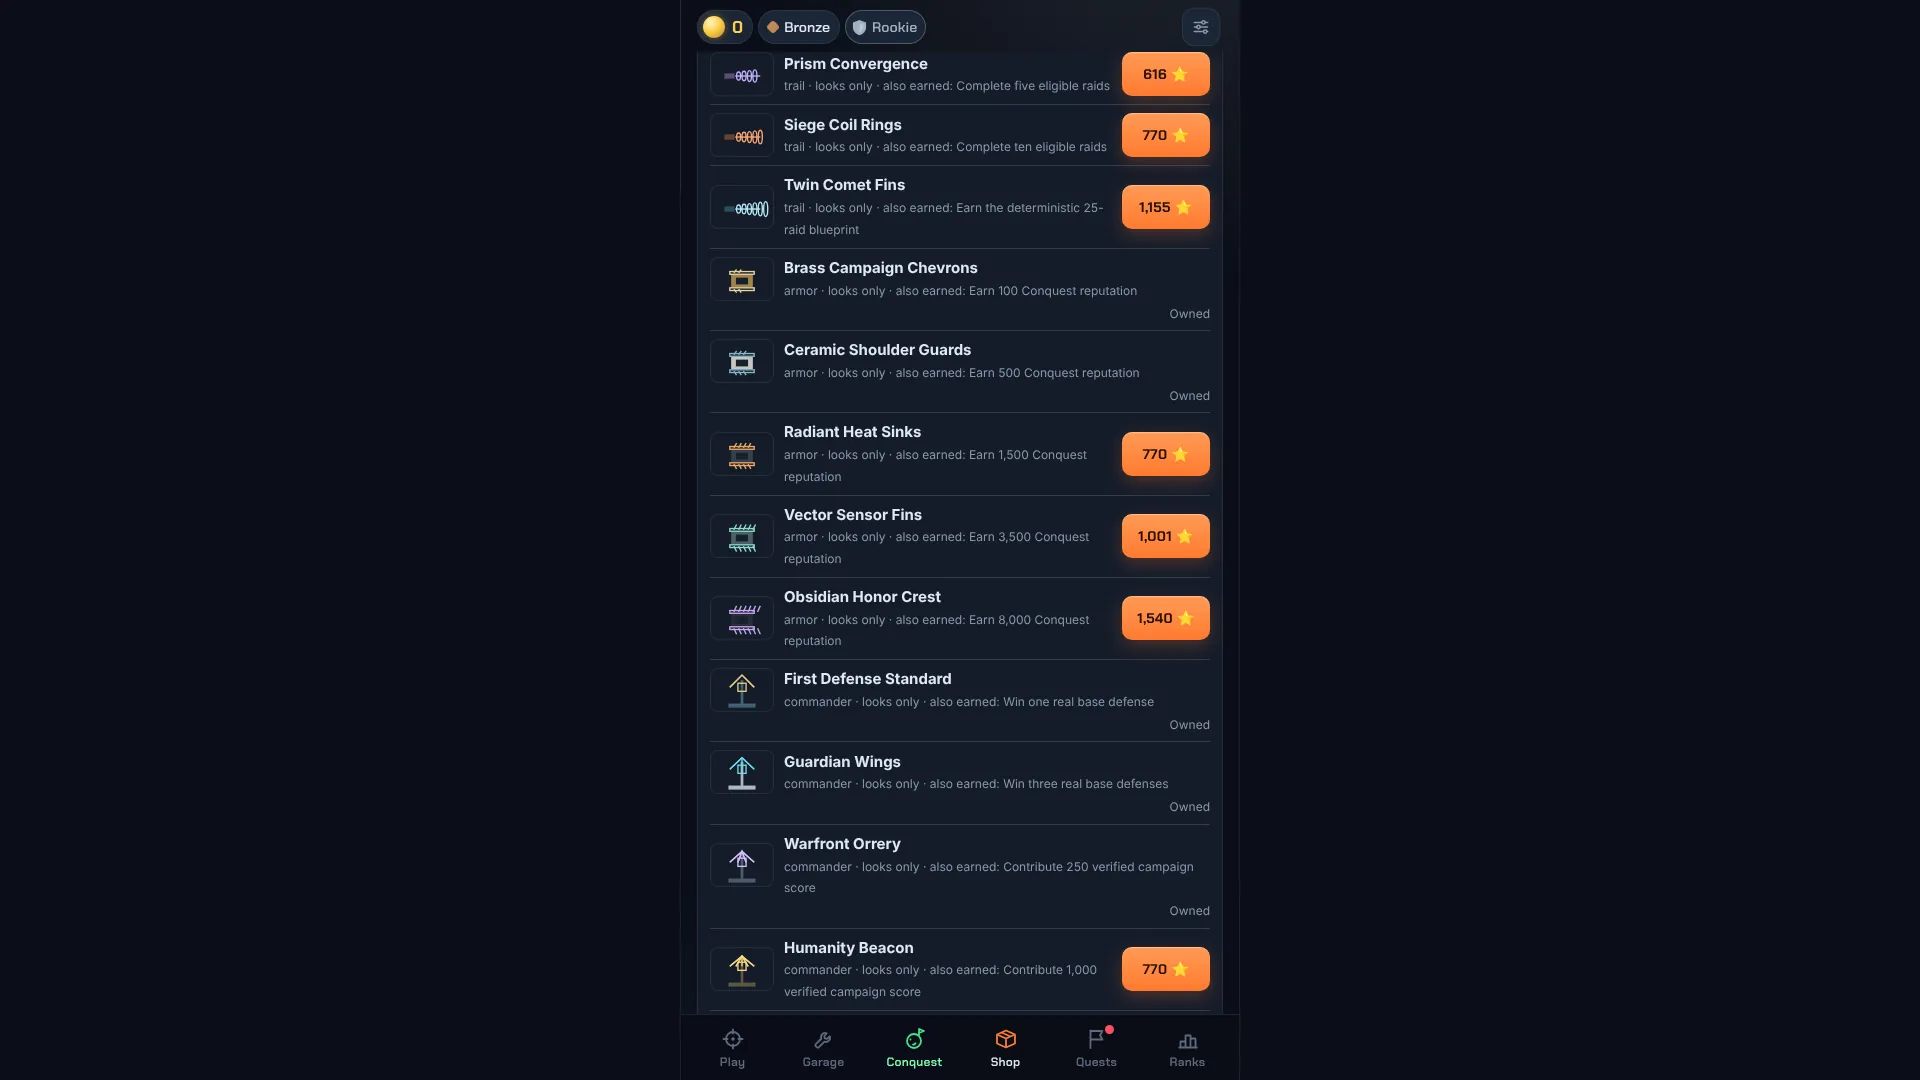 0 Bronze Rookie
Prism Convergence
trail · looks only · also earned: Complete five eligible raids
616
Siege Coil Rings
trail · looks only · also earned: Complete ten eligible raids
770
Twin Comet Fins
trail · looks only · also earned: Earn the deterministic 25-
raid blueprint
1,155
Brass Campaign Chevrons
armor · looks only · also earned: Earn 100 Conquest reputation
Owned
Ceramic Shoulder Guards
armor · looks only · also earned: Earn 500 Conquest reputation
Owned
Radiant Heat Sinks
armor · looks only · also earned: Earn 1,500 Conquest
reputation
770
Vector Sensor Fins
armor · looks only · also earned: Earn 3,500 Conquest
reputation
1,001
Obsidian Honor Crest
armor · looks only · also earned: Earn 8,000 Conquest
reputation
1,540
First Defense Standard
commander · looks only · also earned: Win one real base defense
Owned
Guardian Wings
commander · looks only · also earned: Win three real base defenses
Owned
Warfront Orrery
commander · looks only · also earned: Contribute 250 verified campaign
score
Owned
Humanity Beacon
commander · looks only · also earned: Contribute 1,000
verified campaign score
770
Play Garage Conquest Shop Quests Ranks